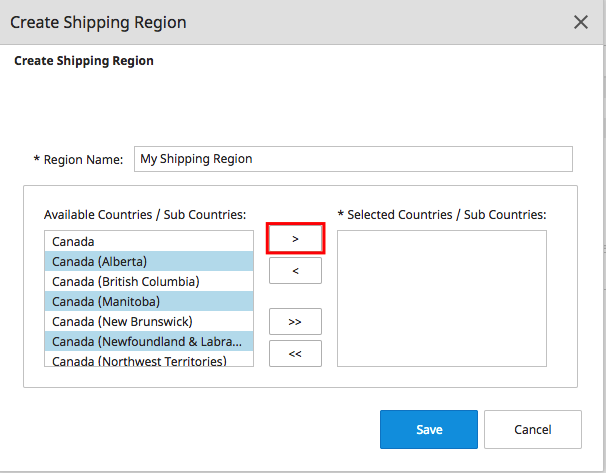 Create Shipping Region
Create Shipping Region
* Region Name: My Shipping Region
Available Countries / Sub Countries:
* Selected Countries / Sub Countries:
Canada
Canada (Alberta)
Canada (British Columbia)
Canada (Manitoba)
Canada (New Brunswick)
Canada (Newfoundland & Labra...
Canada (Northwest Territories)
>
<
>>
<<
Save Cancel